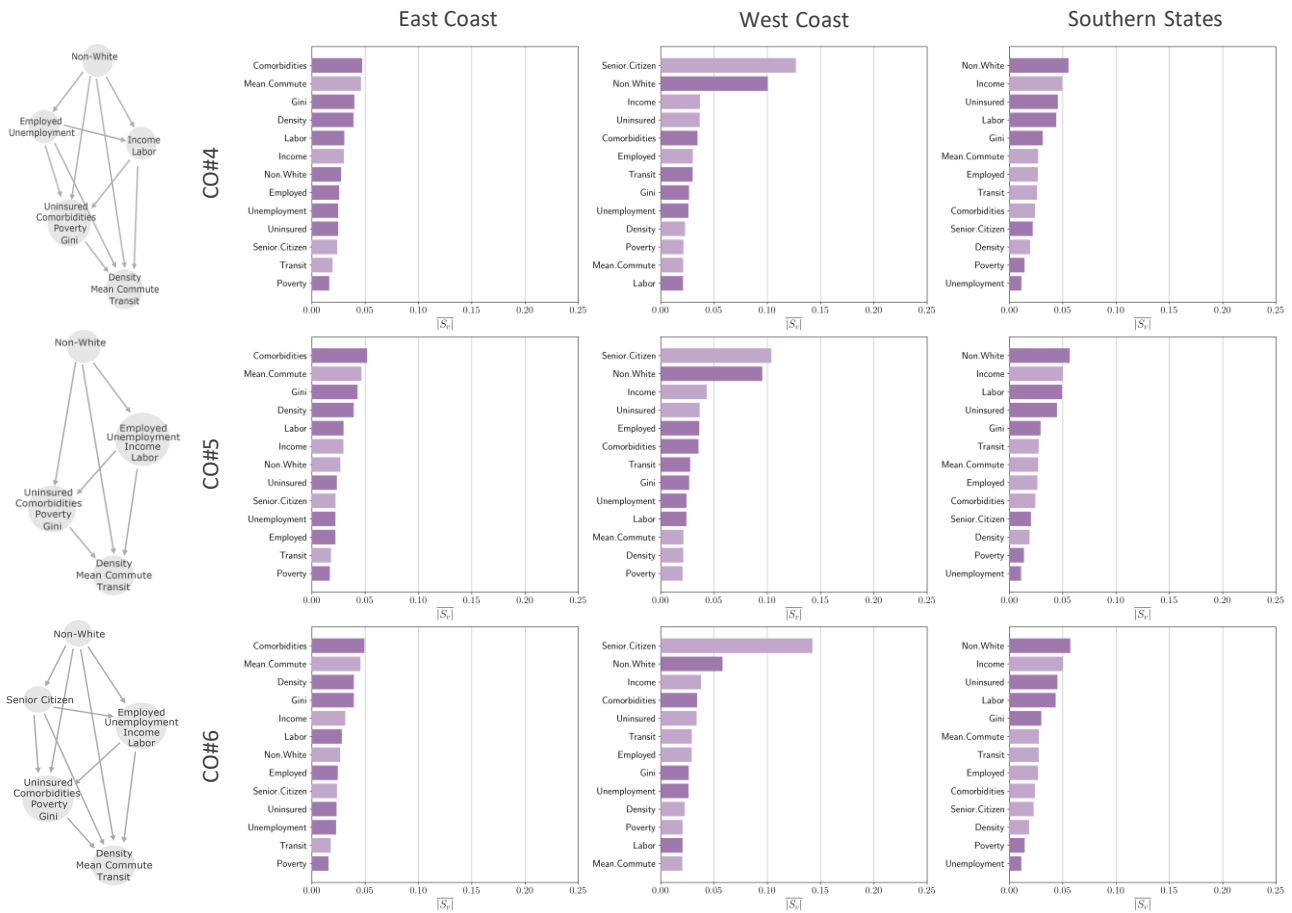 East Coast
West Coast
Southern States
Non-White
Employed
Unemployment
Income
Labor
Uninsured
Comorbidities
Poverty
Gini
Density
Mean Commute
Transit
CO#4
Comorbidities
Mean.Commute
Gini
Density
Labor
Income
Non.White
Employed
Unemployment
Uninsured
Senior.Citizen
Transit
Poverty
0.00 0.05 0.10 0.15 0.20 0.25
|S_v|
Senior.Citizen
Non.White
Income
Uninsured
Comorbidities
Employed
Transit
Gini
Unemployment
Density
Poverty
Mean.Commute
Labor
0.00 0.05 0.10 0.15 0.20 0.25
|S_v|
Non.White
Income
Uninsured
Labor
Gini
Mean.Commute
Employed
Transit
Comorbidities
Senior.Citizen
Density
Poverty
Unemployment
0.00 0.05 0.10 0.15 0.20 0.25
|S_v|
Non-White
Employed
Unemployment
Income
Labor
Uninsured
Comorbidities
Poverty
Gini
Density
Mean Commute
Transit
CO#5
Comorbidities
Mean.Commute
Gini
Density
Labor
Income
Non.White
Uninsured
Senior.Citizen
Unemployment
Employed
Transit
Poverty
0.00 0.05 0.10 0.15 0.20 0.25
|S_v|
Senior.Citizen
Non.White
Income
Uninsured
Employed
Comorbidities
Transit
Gini
Unemployment
Labor
Mean.Commute
Density
Poverty
0.00 0.05 0.10 0.15 0.20 0.25
|S_v|
Non.White
Income
Labor
Uninsured
Gini
Transit
Mean.Commute
Employed
Comorbidities
Senior.Citizen
Density
Poverty
Unemployment
0.00 0.05 0.10 0.15 0.20 0.25
|S_v|
Non-White
Senior Citizen
Employed
Unemployment
Income
Labor
Uninsured
Comorbidities
Poverty
Gini
Density
Mean Commute
Transit
CO#6
Comorbidities
Mean.Commute
Density
Gini
Income
Labor
Non.White
Employed
Senior.Citizen
Uninsured
Unemployment
Transit
Poverty
0.00 0.05 0.10 0.15 0.20 0.25
|S_v|
Senior.Citizen
Non.White
Income
Comorbidities
Uninsured
Transit
Employed
Gini
Unemployment
Density
Poverty
Labor
Mean.Commute
0.00 0.05 0.10 0.15 0.20 0.25
|S_v|
Non.White
Income
Uninsured
Labor
Gini
Mean.Commute
Transit
Employed
Comorbidities
Senior.Citizen
Density
Poverty
Unemployment
0.00 0.05 0.10 0.15 0.20 0.25
|S_v|